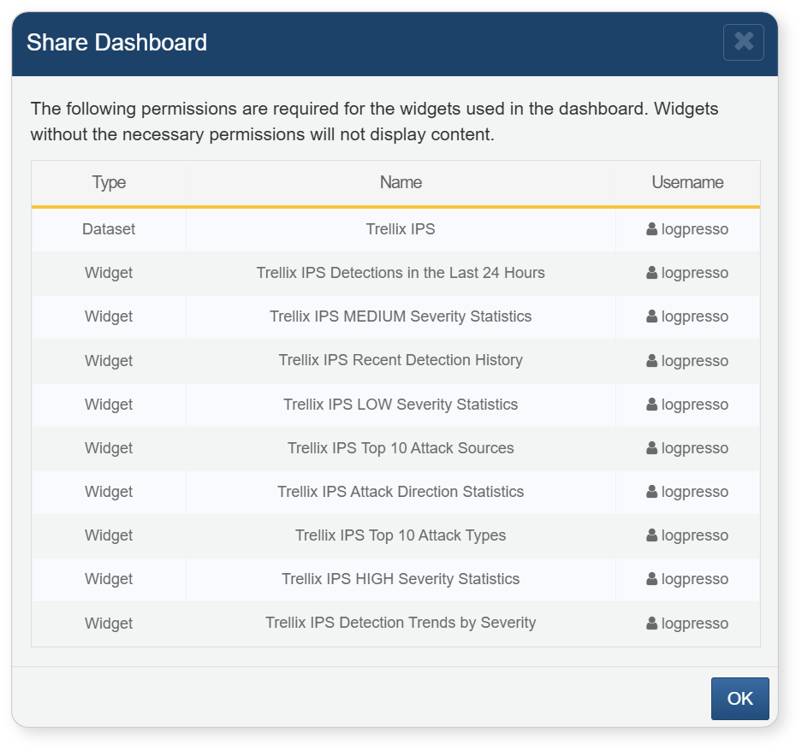 Share Dashboard
The following permissions are required for the widgets used in the dashboard. Widgets
without the necessary permissions will not display content.
Type Name Username
Dataset Trellix IPS logpresso
Widget Trellix IPS Detections in the Last 24 Hours logpresso
Widget Trellix IPS MEDIUM Severity Statistics logpresso
Widget Trellix IPS Recent Detection History logpresso
Widget Trellix IPS LOW Severity Statistics logpresso
Widget Trellix IPS Top 10 Attack Sources logpresso
Widget Trellix IPS Attack Direction Statistics logpresso
Widget Trellix IPS Top 10 Attack Types logpresso
Widget Trellix IPS HIGH Severity Statistics logpresso
Widget Trellix IPS Detection Trends by Severity logpresso
OK